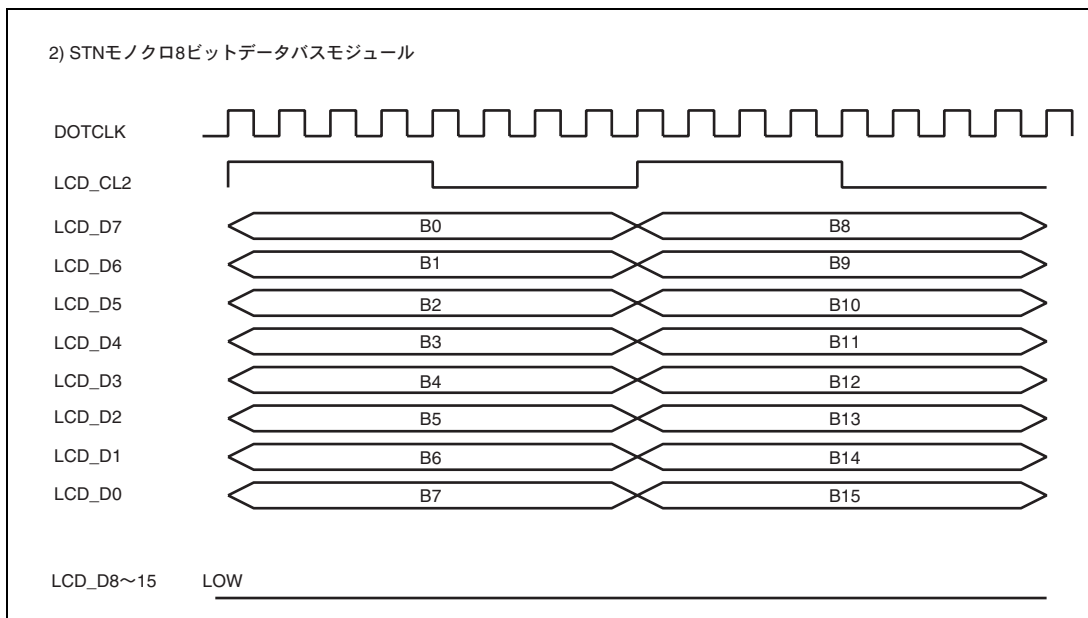 2) STNモノクロ8ビットデータバスモジュール
DOTCLK
LCD_CL2
LCD_D7 B0 B8
LCD_D6 B1 B9
LCD_D5 B2 B10
LCD_D4 B3 B11
LCD_D3 B4 B12
LCD_D2 B5 B13
LCD_D1 B6 B14
LCD_D0 B7 B15
LCD_D8〜15 LOW